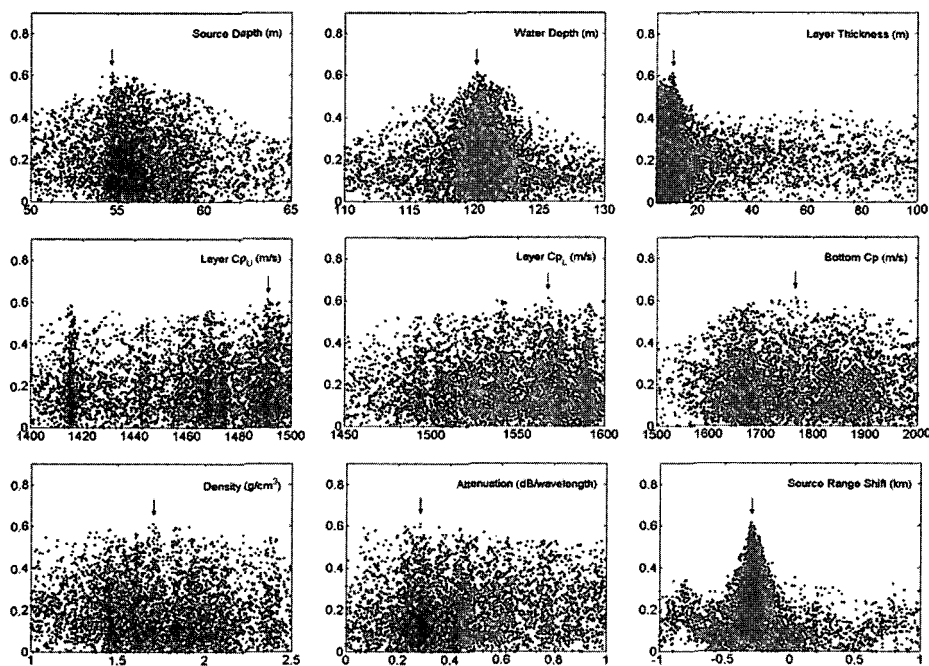 Source Depth (m)
0.8
0.6
0.4
0.2
0
50 55 60 65
Water Depth (m)
0.8
0.6
0.4
0.2
0
110 115 120 125 130
Layer Thickness (m)
0.8
0.6
0.4
0.2
0
20 40 60 80 100
Layer Cp_U (m/s)
0.8
0.6
0.4
0.2
0
1400 1420 1440 1460 1480 1500
Layer Cp_L (m/s)
0.8
0.6
0.4
0.2
0
1450 1500 1550 1600
Bottom Cp (m/s)
0.8
0.6
0.4
0.2
0
1500 1600 1700 1800 1900 2000
Density (g/cm³)
0.8
0.6
0.4
0.2
0
1 1.5 2 2.5
Attenuation (dB/wavelength)
0.8
0.6
0.4
0.2
0
0 0.2 0.4 0.6 0.8 1
Source Range Shift (km)
0.8
0.6
0.4
0.2
0
-1 -0.5 0 0.5 1